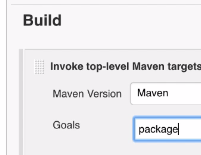 Build
Invoke top-level Maven targets
Maven Version Maven
Goals package